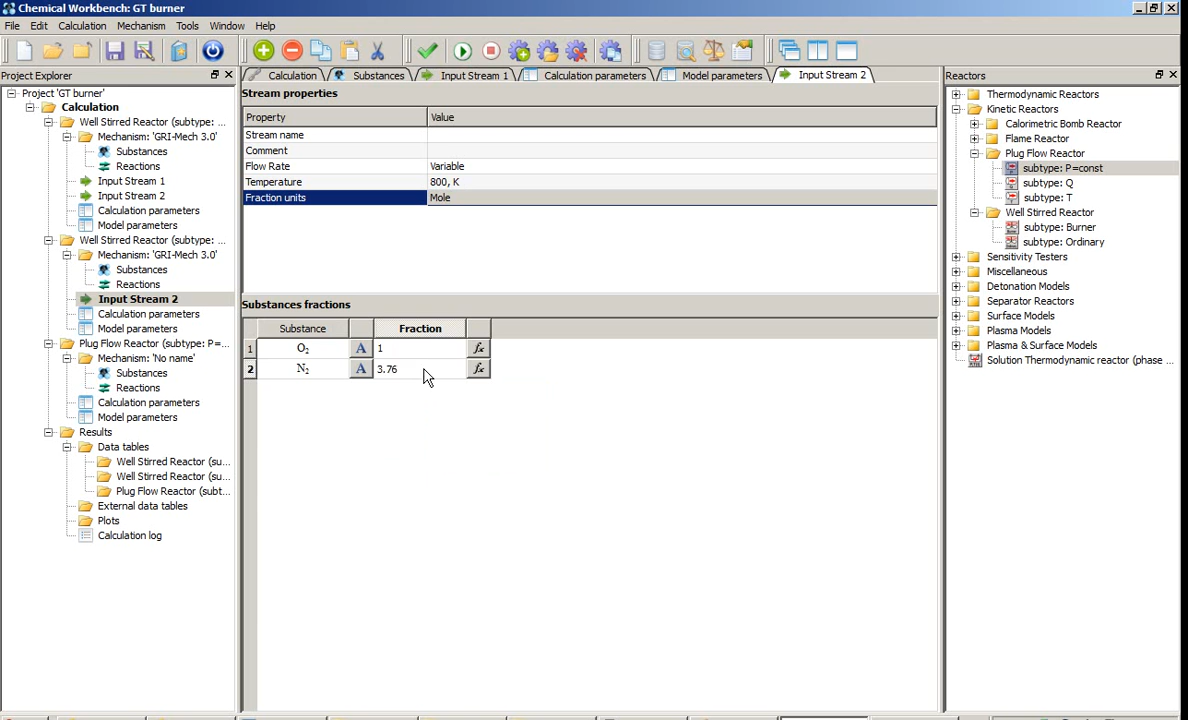 Chemical Workbench: GT burner
File Edit Calculation Mechanism Tools Window Help
Project Explorer
Calculation Substances Input Stream 1 Calculation parameters Model parameters Input Stream 2
Reactors
Project 'GT burner'
Calculation
Well Stirred Reactor (subtype: ...
Mechanism: 'GRI-Mech 3.0'
Substances
Reactions
Input Stream 1
Input Stream 2
Calculation parameters
Model parameters
Well Stirred Reactor (subtype: ...
Mechanism: 'GRI-Mech 3.0'
Substances
Reactions
Input Stream 2
Calculation parameters
Model parameters
Plug Flow Reactor (subtype: P=...
Mechanism: 'No name'
Substances
Reactions
Calculation parameters
Model parameters
Results
Data tables
Well Stirred Reactor (su...
Well Stirred Reactor (su...
Plug Flow Reactor (subt...
External data tables
Plots
Calculation log
Stream properties
Property Value
Stream name
Comment
Flow Rate Variable
Temperature 800, K
Fraction units Mole
Substances fractions
Substance Fraction
1 O₂ A 1 fx
2 N₂ A 3.76 fx
Thermodynamic Reactors
Kinetic Reactors
Calorimetric Bomb Reactor
Flame Reactor
Plug Flow Reactor
subtype: P=const
subtype: Q
subtype: T
Well Stirred Reactor
subtype: Burner
subtype: Ordinary
Sensitivity Testers
Miscellaneous
Detonation Models
Separator Reactors
Surface Models
Plasma Models
Plasma & Surface Models
Solution Thermodynamic reactor (phase ...